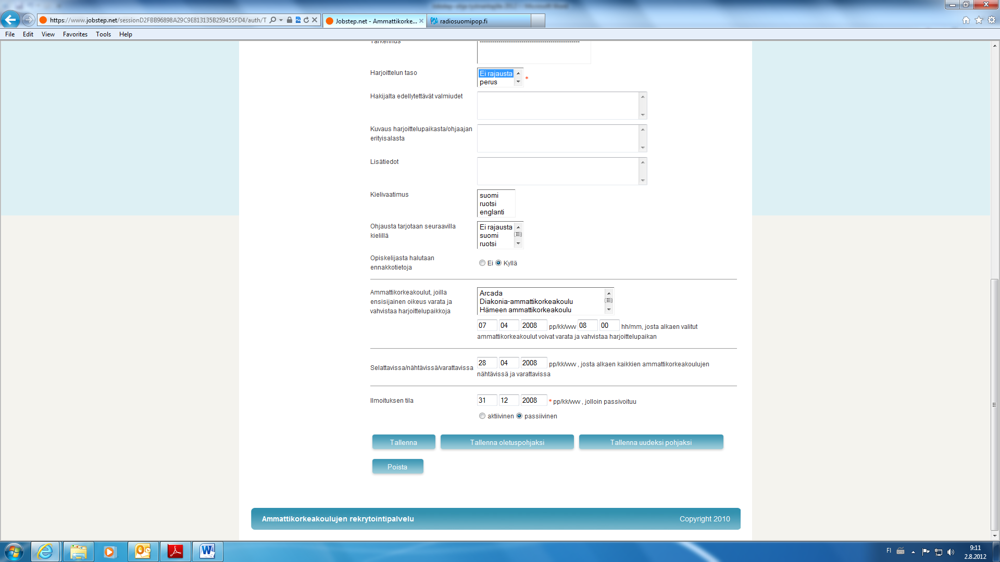 https://www.jobstep.net/sessionD2FBB96898A29C9E813135B259455FD4/auth/T
Jobstep.net - Ammattikorke...
radiosuomipop.fi
File Edit View Favorites Tools Help
Tarkennus
------------------------------------------------
Harjoittelun taso
Ei rajausta
perus
*
Hakijalta edellytettävät valmiudet
Kuvaus harjoittelupaikasta/ohjaajan
erityisalasta
Lisätiedot
Kielivaatimus
suomi
ruotsi
englanti
Ohjausta tarjotaan seuraavilla
kielillä
Ei rajausta
suomi
ruotsi
Opiskelijasta halutaan
ennakkotietoja
Ei Kyllä
Ammattikorkeakoulut, joilla
ensisijainen oikeus varata ja
vahvistaa harjoittelupaikkoja
Arcada
Diakonia-ammattikorkeakoulu
Hämeen ammattikorkeakoulu
07 04 2008 pp/kk/vvvv 08 00 hh/mm, josta alkaen valitut
ammattikorkeakoulut voivat varata ja vahvistaa harjoittelupaikan
Selattavissa/nähtävissä/varattavissa
28 04 2008 pp/kk/vvvv , josta alkaen kaikkien ammattikorkeakoulujen
nähtävissä ja varattavissa
Ilmoituksen tila
31 12 2008 * pp/kk/vvvv , jolloin passivoituu
aktiivinen passiivinen
Tallenna Tallenna oletuspohjaksi Tallenna uudeksi pohjaksi
Poista
Ammattikorkeakoulujen rekrytointipalvelu Copyright 2010
FI
9:11
2.8.2012